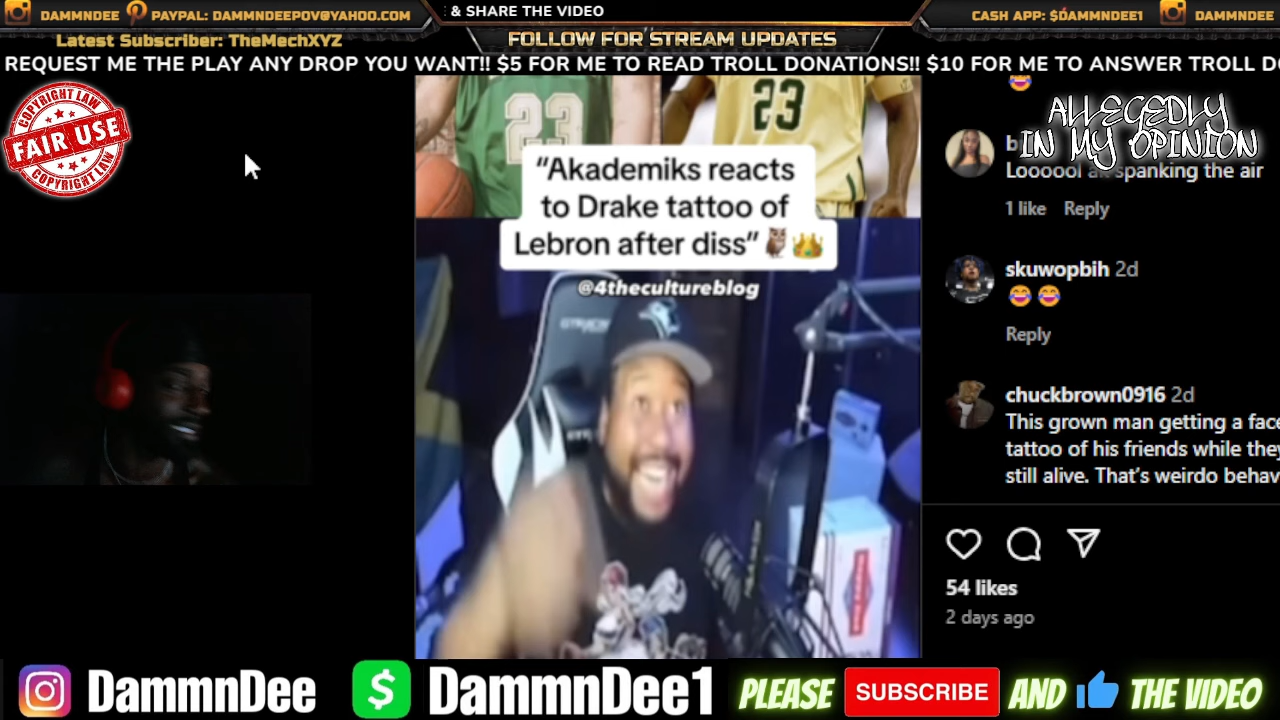 DAMMNDEE PAYPAL: DAMMNDEEPOV@YAHOO.COM
: & SHARE THE VIDEO
CASH APP: $DAMMNDEE1 DAMMNDEE
Latest Subscriber: TheMechXYZ
FOLLOW FOR STREAM UPDATES
REQUEST ME THE PLAY ANY DROP YOU WANT!! $5 FOR ME TO READ TROLL DONATIONS!! $10 FOR ME TO ANSWER TROLL DO
COPYRIGHT LAW
FAIR USE
COPYRIGHT LAW
23
23
“Akademiks reacts
to Drake tattoo of
Lebron after diss”🦉👑
@4thecultureblog
😂
ALLEGEDLY
IN MY OPINION
Loooool spanking the air
1 like Reply
skuwopbih 2d
😂 😂
Reply
chuckbrown0916 2d
This grown man getting a face
tattoo of his friends while they
still alive. That’s weirdo behav
54 likes
2 days ago
DammnDee
$ DammnDee1
PLEASE SUBSCRIBE AND 👍 THE VIDEO